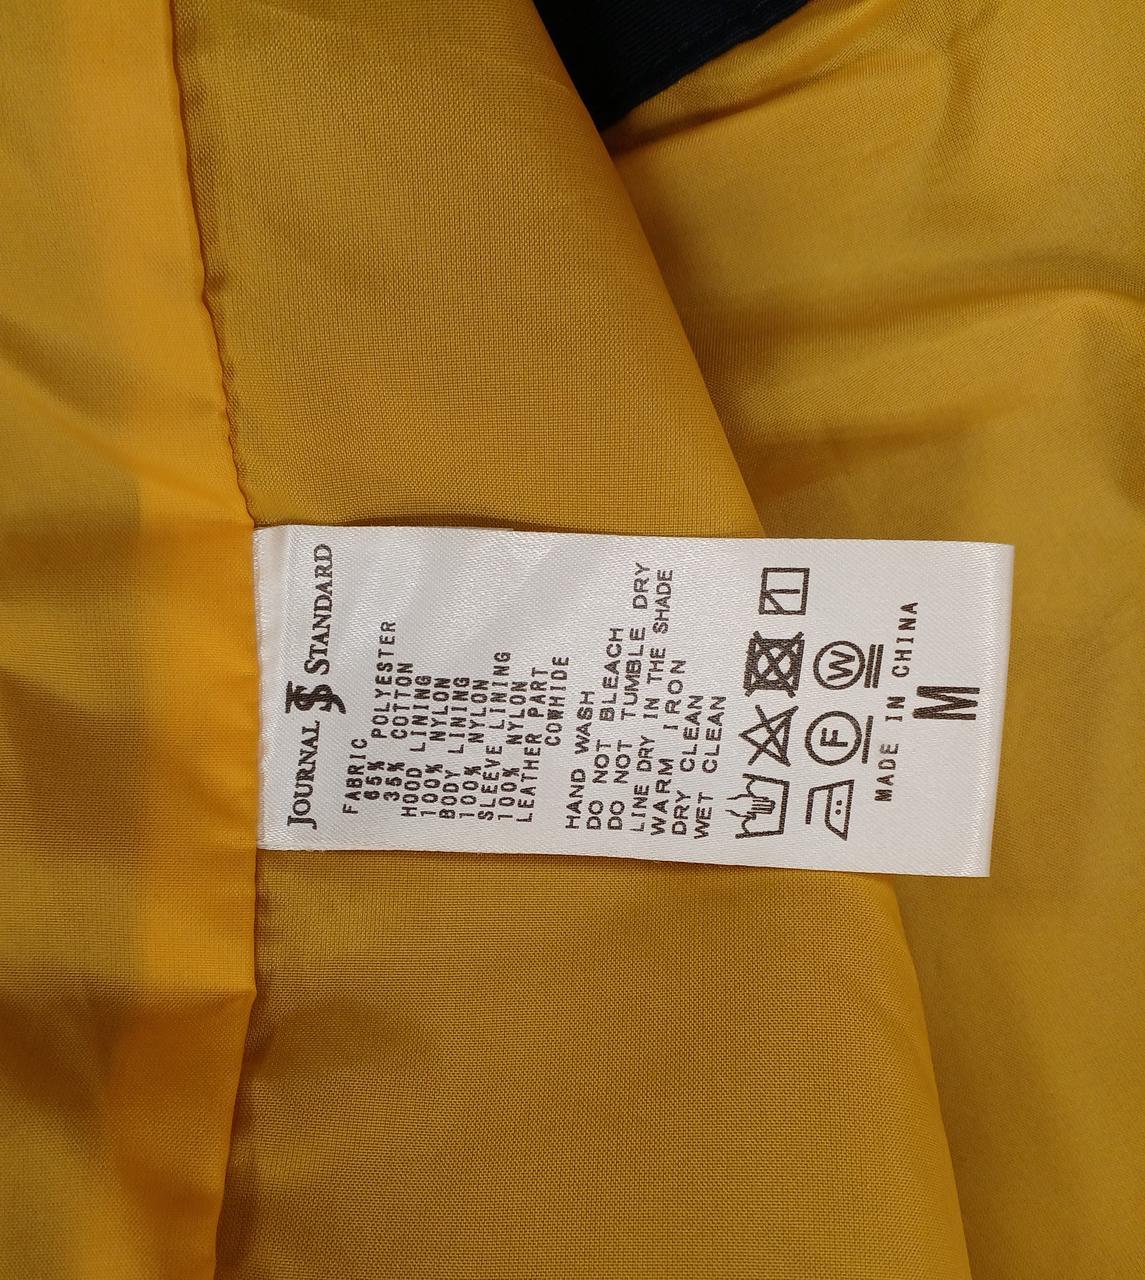 JOURNAL STANDARD
FABRIC
65% POLYESTER
35% COTTON
HOOD LINING
100% NYLON
BODY LINING
100% NYLON
SLEEVE LINING
100% NYLON
LEATHER PART
COWHIDE
HAND WASH
DO NOT BLEACH
DO NOT TUMBLE DRY
LINE DRY IN THE SHADE
WARM IRON
DRY CLEAN
WET CLEAN
F W
MADE IN CHINA
M